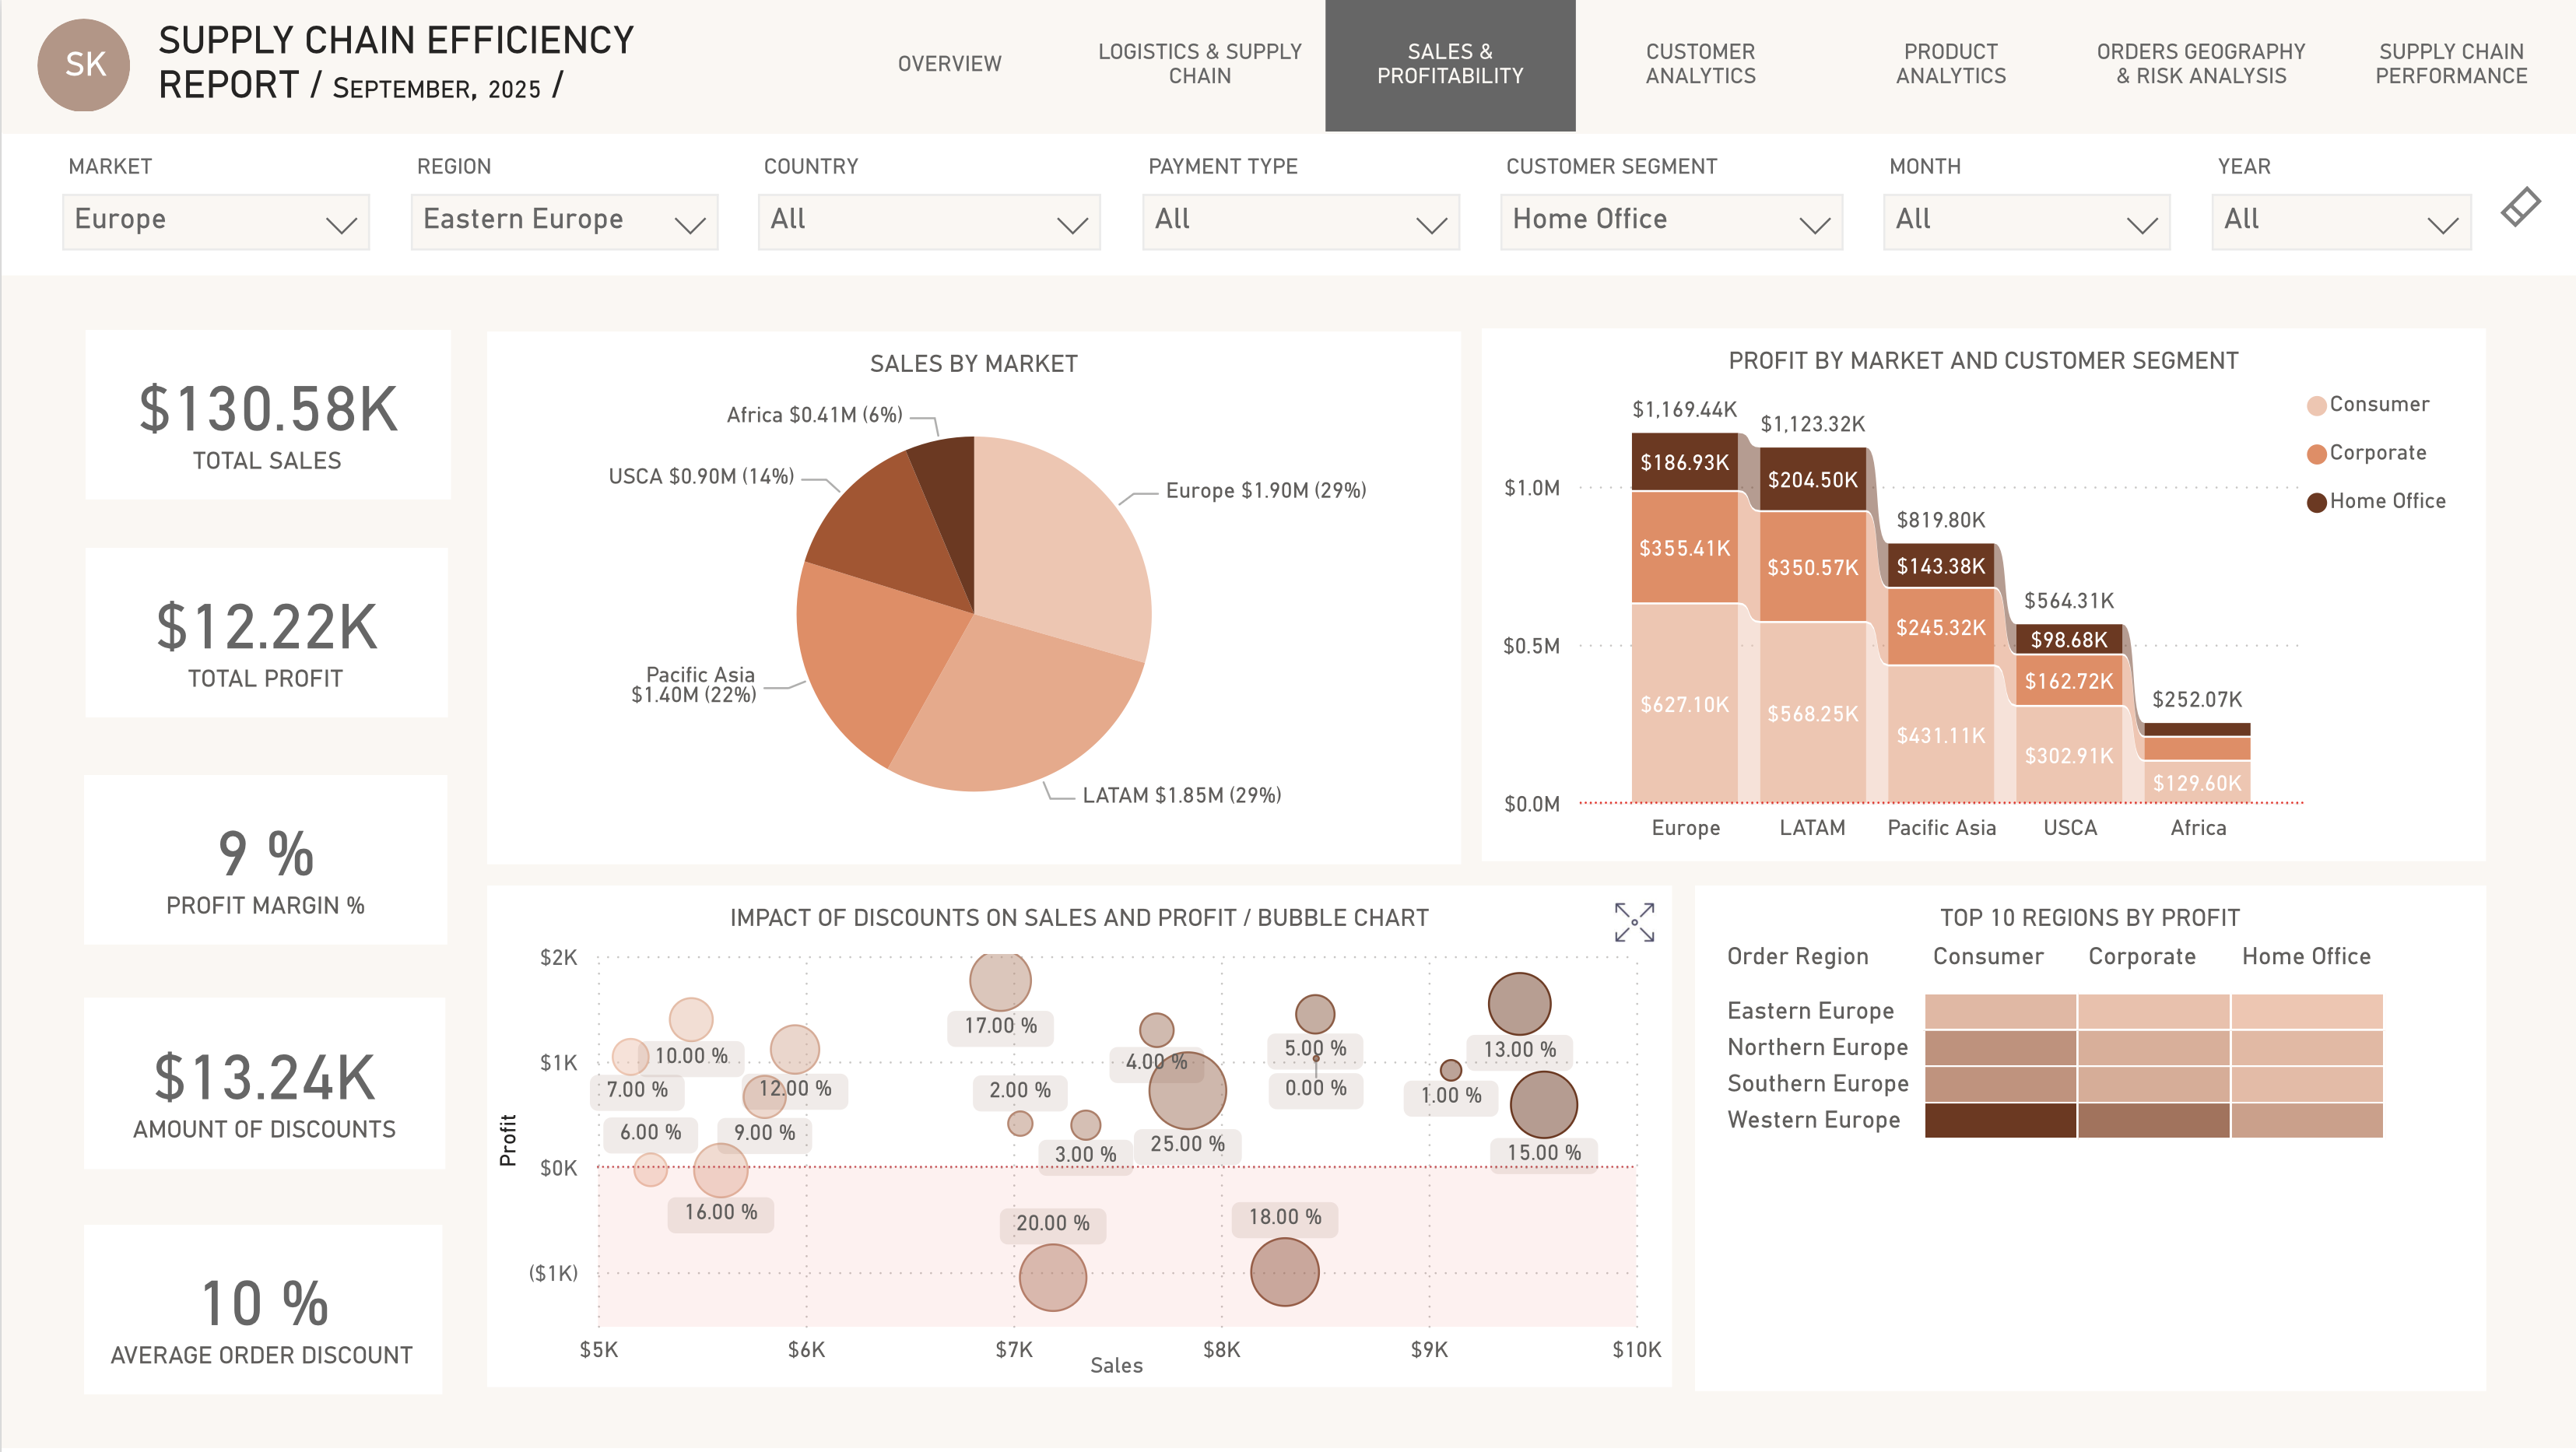 SK
SUPPLY CHAIN EFFICIENCY
REPORT / SEPTEMBER, 2025 /
OVERVIEW
LOGISTICS & SUPPLY
CHAIN
SALES &
PROFITABILITY
CUSTOMER
ANALYTICS
PRODUCT
ANALYTICS
ORDERS GEOGRAPHY
& RISK ANALYSIS
SUPPLY CHAIN
PERFORMANCE
MARKET
Europe
REGION
Eastern Europe
COUNTRY
All
PAYMENT TYPE
All
CUSTOMER SEGMENT
Home Office
MONTH
All
YEAR
All
$130.58K
TOTAL SALES
$12.22K
TOTAL PROFIT
9 %
PROFIT MARGIN %
$13.24K
AMOUNT OF DISCOUNTS
10 %
AVERAGE ORDER DISCOUNT
SALES BY MARKET
Africa $0.41M (6%)
USCA $0.90M (14%)
Europe $1.90M (29%)
Pacific Asia
$1.40M (22%)
LATAM $1.85M (29%)
PROFIT BY MARKET AND CUSTOMER SEGMENT
Consumer
Corporate
Home Office
$1.0M
$0.5M
$0.0M
$1,169.44K
$186.93K
$355.41K
$627.10K
$1,123.32K
$204.50K
$350.57K
$568.25K
$819.80K
$143.38K
$245.32K
$431.11K
$564.31K
$98.68K
$162.72K
$302.91K
$252.07K
$129.60K
Europe
LATAM
Pacific Asia
USCA
Africa
IMPACT OF DISCOUNTS ON SALES AND PROFIT / BUBBLE CHART
Profit
$2K
$1K
$0K
($1K)
17.00 %
10.00 %
7.00 %
12.00 %
6.00 %
9.00 %
16.00 %
2.00 %
4.00 %
3.00 %
25.00 %
5.00 %
0.00 %
13.00 %
1.00 %
15.00 %
20.00 %
18.00 %
$5K
$6K
$7K
$8K
$9K
$10K
Sales
TOP 10 REGIONS BY PROFIT
Order Region
Consumer
Corporate
Home Office
Eastern Europe
Northern Europe
Southern Europe
Western Europe